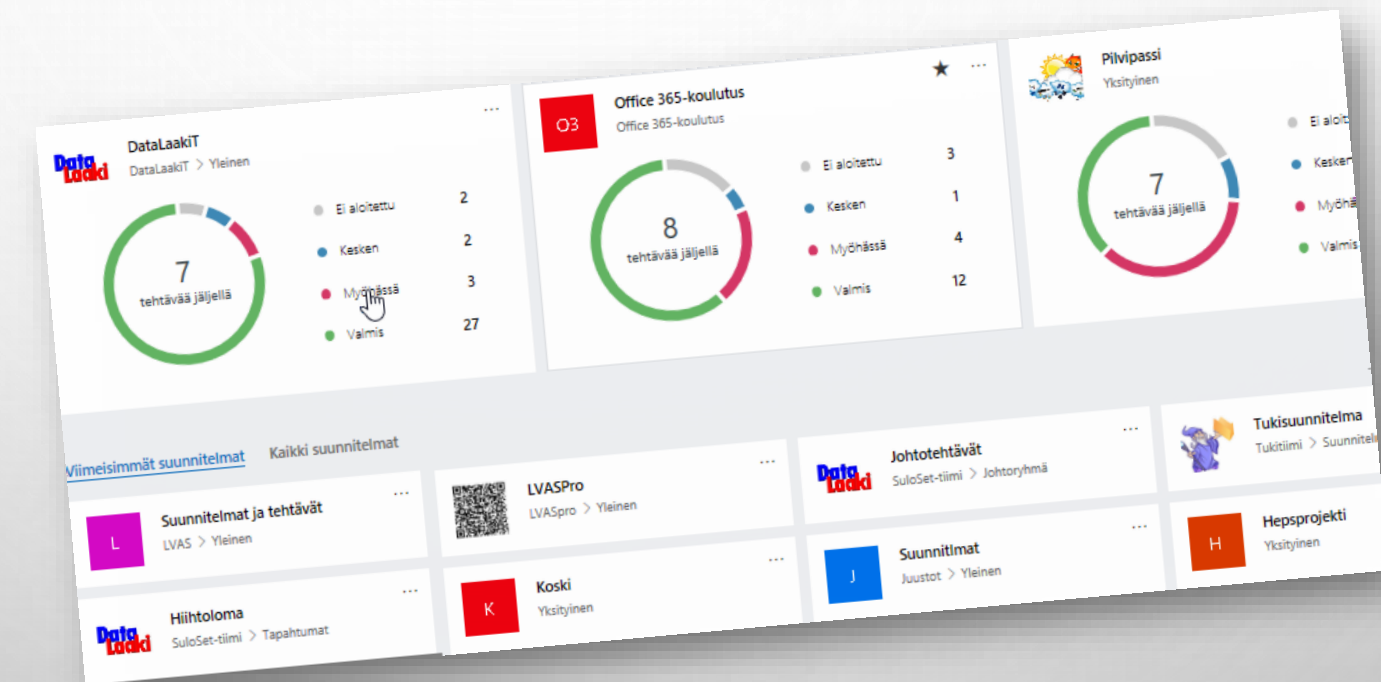 Data
Laaki
DataLaakiT
DataLaakiT > Yleinen
...
7
tehtävää jäljellä
Ei aloitettu 2
Kesken 2
Myöhässä 3
Valmis 27
O3
Office 365-koulutus
Office 365-koulutus
...
8
tehtävää jäljellä
Ei aloitettu 3
Kesken 1
Myöhässä 4
Valmis 12
Pilvipassi
Yksityinen
7
tehtävää jäljellä
Ei
Valmis
Viimeisimmät suunnitelmat Kaikki suunnitelmat
L
Suunnitelmat ja tehtävät
LVAS > Yleinen
...
LVASPro
LVASpro > Yleinen
...
Data
Laaki
Johtotehtävät
SuloSet-tiimi > Johtoryhmä
...
Tukisuunnitelma
Tukitiimi >
Data
Laaki
Hiihtoloma
SuloSet-tiimi > Tapahtumat
...
K
Koski
Yksityinen
...
J
Suunnitlmat
Juustot > Yleinen
...
H
Hepsprojekti
Yksityinen